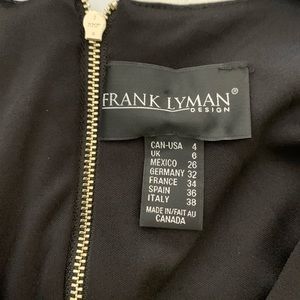 FRANK LYMAN®
DESIGN
CAN-USA 4
UK 6
MEXICO 26
GERMANY 32
FRANCE 34
SPAIN 36
ITALY 38
MADE IN/FAIT AU
CANADA